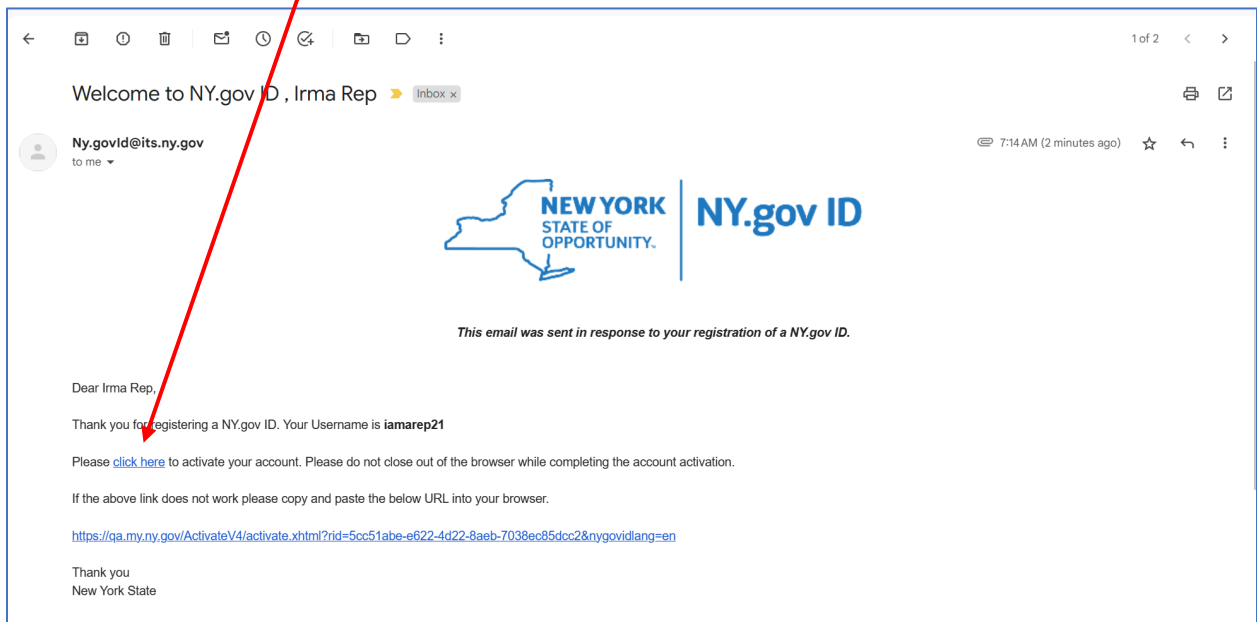 1 of 2
Welcome to NY.gov ID , Irma Rep Inbox x
Ny.govId@its.ny.gov 7:14 AM (2 minutes ago)
to me
NEW YORK
STATE OF
OPPORTUNITY™
NY.gov ID
This email was sent in response to your registration of a NY.gov ID.
Dear Irma Rep,
Thank you for registering a NY.gov ID. Your Username is iamarep21
Please click here to activate your account. Please do not close out of the browser while completing the account activation.
If the above link does not work please copy and paste the below URL into your browser.
https://qa.my.ny.gov/ActivateV4/activate.xhtml?rid=5cc51abe-e622-4d22-8aeb-7038ec85dcc2&nygovidlang=en
Thank you
New York State